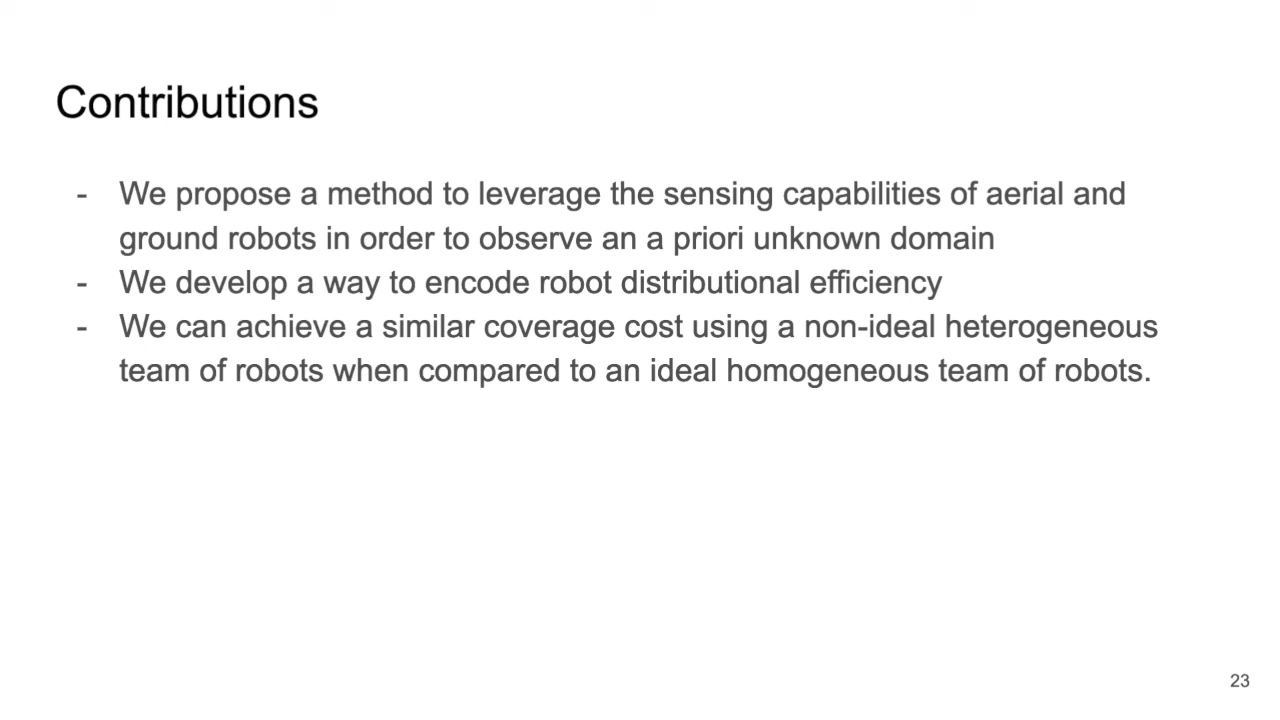 Contributions
- We propose a method to leverage the sensing capabilities of aerial and
ground robots in order to observe an a priori unknown domain
- We develop a way to encode robot distributional efficiency
- We can achieve a similar coverage cost using a non-ideal heterogeneous
team of robots when compared to an ideal homogeneous team of robots.
23